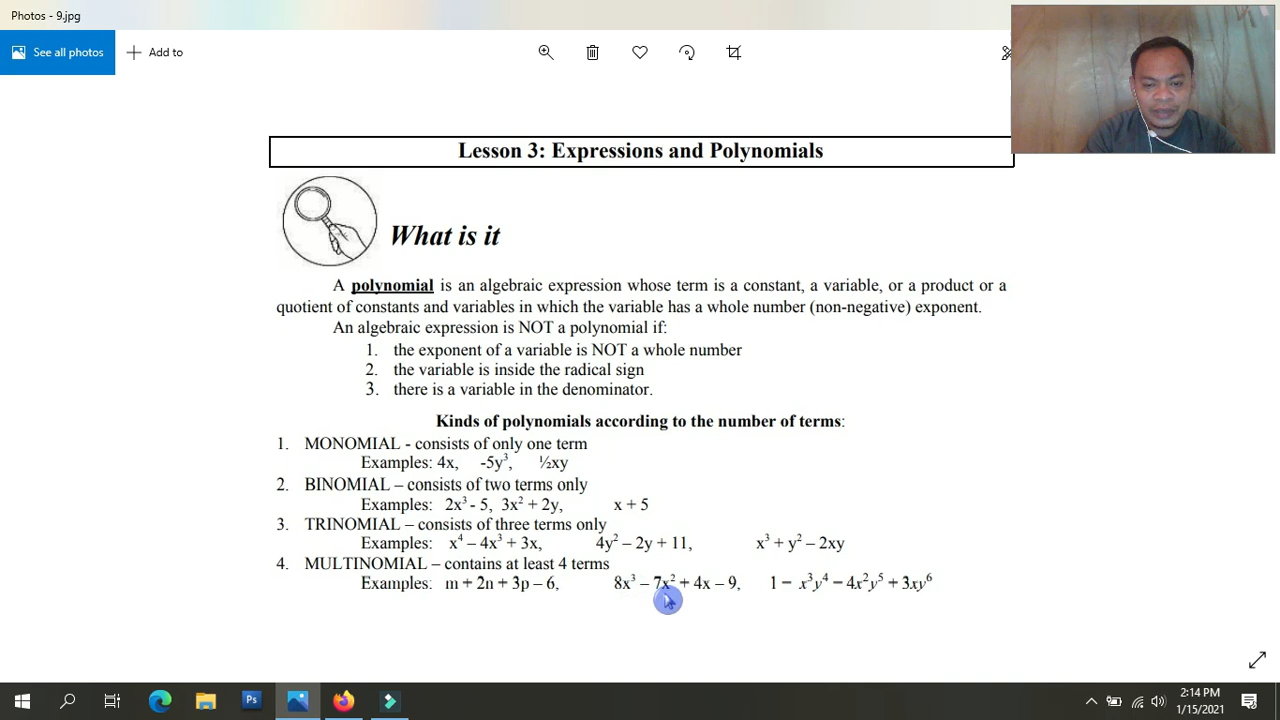 Photos - 9.jpg
See all photos
Add to
Lesson 3: Expressions and Polynomials
What is it
A polynomial is an algebraic expression whose term is a constant, a variable, or a product or a
quotient of constants and variables in which the variable has a whole number (non-negative) exponent.
An algebraic expression is NOT a polynomial if:
1. the exponent of a variable is NOT a whole number
2. the variable is inside the radical sign
3. there is a variable in the denominator.
Kinds of polynomials according to the number of terms:
1. MONOMIAL - consists of only one term
Examples: 4x, -5y³, ½xy
2. BINOMIAL – consists of two terms only
Examples: 2x³ - 5, 3x² + 2y, x + 5
3. TRINOMIAL – consists of three terms only
Examples: x⁴ – 4x³ + 3x, 4y² – 2y + 11, x³ + y² – 2xy
4. MULTINOMIAL – contains at least 4 terms
Examples: m + 2n + 3p – 6, 8x³ – 7x² + 4x – 9, 1 – x³y⁴ – 4x²y⁵ + 3xy⁶
Ps
2:14 PM
1/15/2021